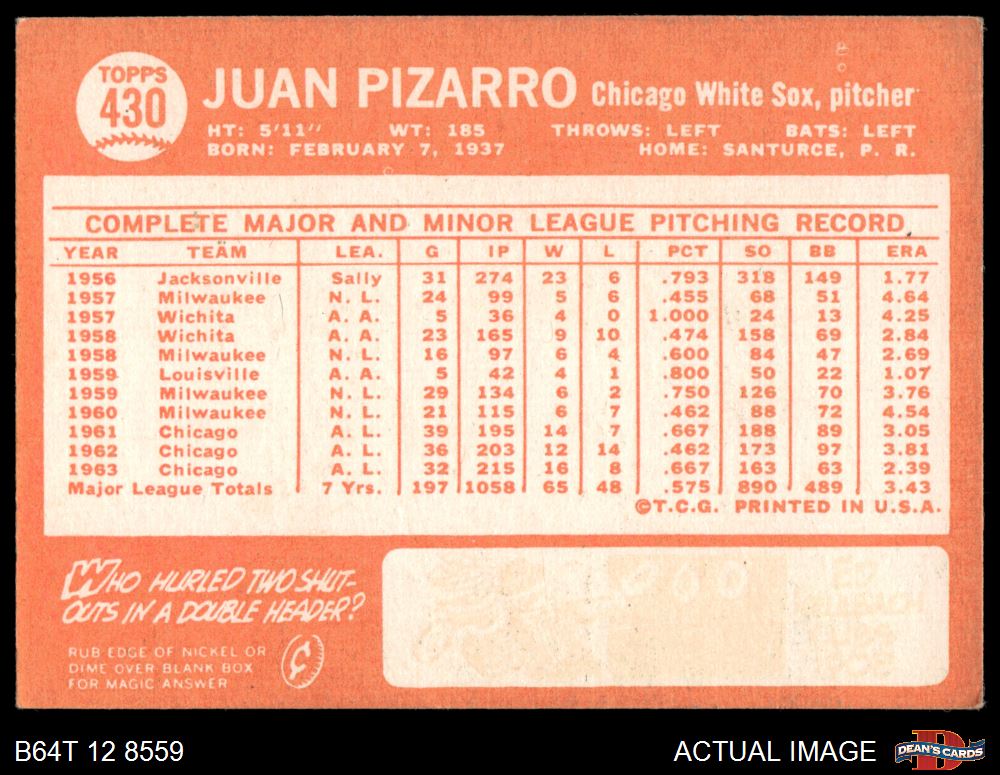 TOPPS
430
JUAN PIZARRO Chicago White Sox, pitcher
HT: 5'11" WT: 185 THROWS: LEFT BATS: LEFT
BORN: FEBRUARY 7, 1937 HOME: SANTURCE, P. R.
COMPLETE MAJOR AND MINOR LEAGUE PITCHING RECORD
YEAR TEAM LEA. G IP W L PCT SO BB ERA
1956 Jacksonville Sally 31 274 23 6 .793 318 149 1.77
1957 Milwaukee N. L. 24 99 5 6 .455 68 51 4.64
1957 Wichita A. A. 5 36 4 0 1.000 24 13 4.25
1958 Wichita A. A. 23 165 9 10 .474 158 69 2.84
1958 Milwaukee N. L. 16 97 6 4 .600 84 47 2.69
1959 Louisville A. A. 5 42 4 1 .800 50 22 1.07
1959 Milwaukee N. L. 29 134 6 2 .750 126 70 3.76
1960 Milwaukee N. L. 21 115 6 7 .462 88 72 4.54
1961 Chicago A. L. 39 195 14 7 .667 188 89 3.05
1962 Chicago A. L. 36 203 12 14 .462 173 97 3.81
1963 Chicago A. L. 32 215 16 8 .667 163 63 2.39
Major League Totals 7 Yrs. 197 1058 65 48 .575 890 489 3.43
©T.C.G. PRINTED IN U.S.A.
WHO HURLED TWO SHUT-
OUTS IN A DOUBLE HEADER?
RUB EDGE OF NICKEL OR
DIME OVER BLANK BOX
FOR MAGIC ANSWER
¢
B64T 12 8559 ACTUAL IMAGE DEAN'S CARDS